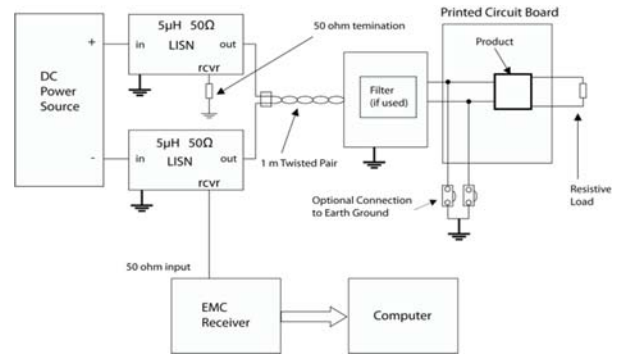 Printed Circuit Board
5µH 50Ω
LISN
in
out
rcvr
50 ohm temination
Product
+
DC
Power
Source
-
Filter
(if used)
5µH 50Ω
LISN
in
out
rcvr
1 m Twisted Pair
Optional Connection
to Earth Ground
Resistive
Load
50 ohm input
EMC
Receiver
Computer